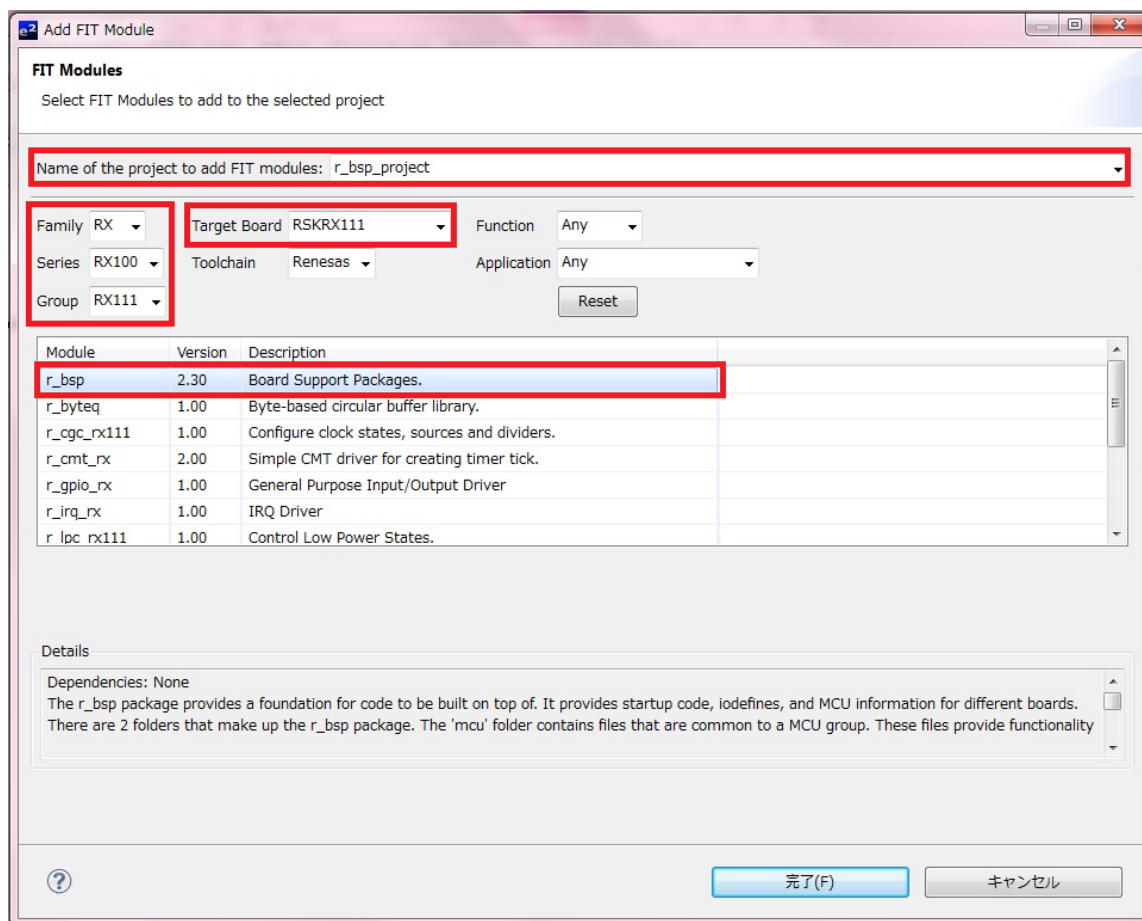 e² Add FIT Module
FIT Modules
Select FIT Modules to add to the selected project
Name of the project to add FIT modules: r_bsp_project
Family RX Target Board RSKRX111 Function Any
Series RX100 Toolchain Renesas Application Any
Group RX111 Reset
Module Version Description
r_bsp 2.30 Board Support Packages.
r_byteq 1.00 Byte-based circular buffer library.
r_cgc_rx111 1.00 Configure clock states, sources and dividers.
r_cmt_rx 2.00 Simple CMT driver for creating timer tick.
r_gpio_rx 1.00 General Purpose Input/Output Driver
r_irq_rx 1.00 IRQ Driver
r_lpc_rx111 1.00 Control Low Power States.
Details
Dependencies: None
The r_bsp package provides a foundation for code to be built on top of. It provides startup code, iodefines, and MCU information for different boards.
There are 2 folders that make up the r_bsp package. The 'mcu' folder contains files that are common to a MCU group. These files provide functionality
? 完了(F) キャンセル